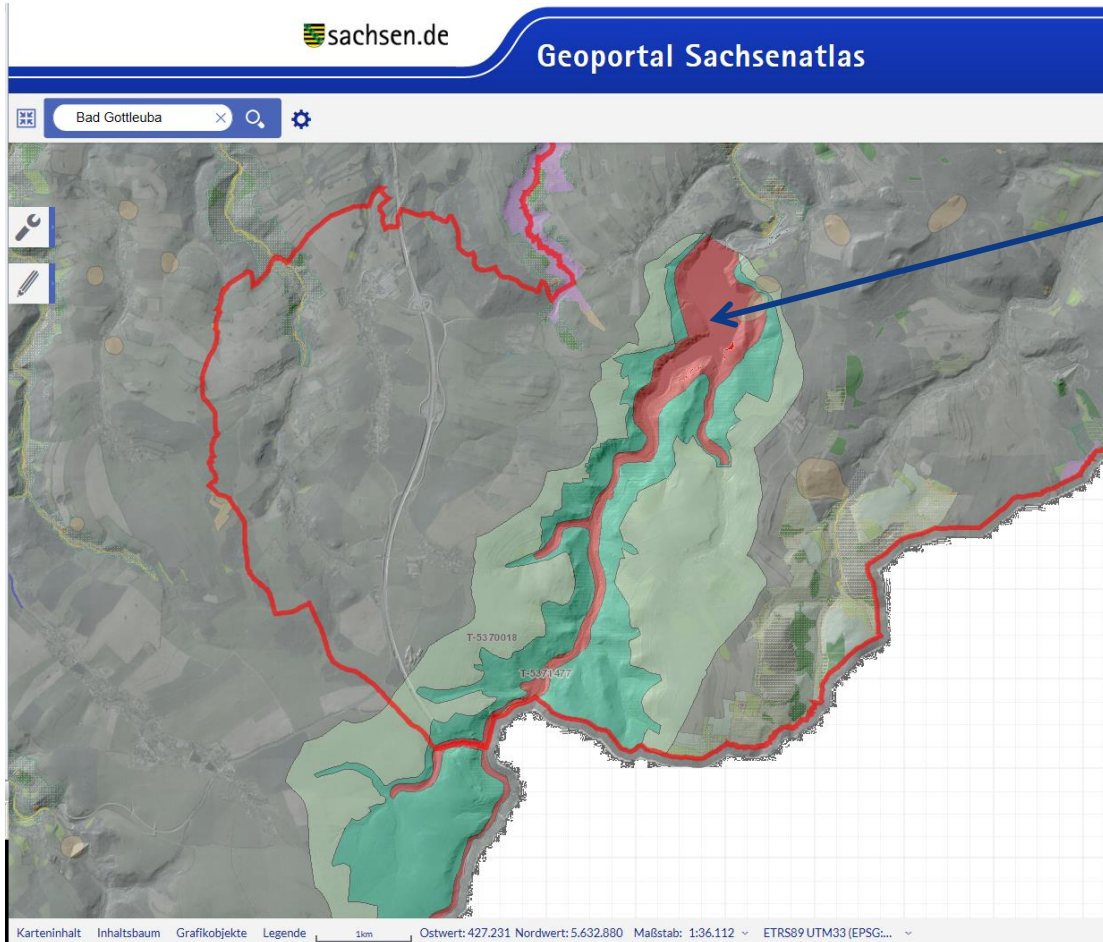 sachsen.de
Geoportal Sachsenatlas
Bad Gottleuba
T-5370018
T-5371477
Karteninhalt Inhaltsbaum Grafikobjekte Legende 1km Ostwert: 427.231 Nordwert: 5.632.880 Maßstab: 1:36.112 ETRS89 UTM33 (EPSG:...